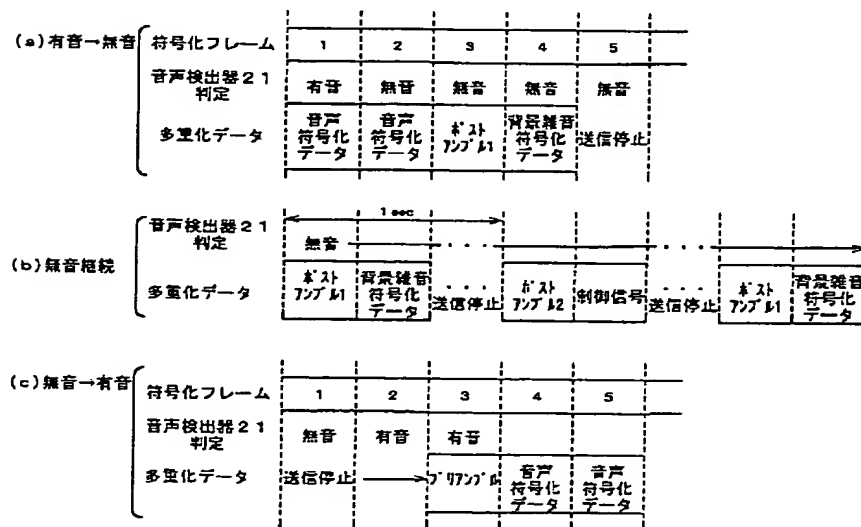 (a)有音→無音 符号化フレーム 1 2 3 4 5
音声検出器21 判定 有音 無音 無音 無音 無音
多重化データ 音声符号化データ 音声符号化データ ポストアンブル1 背景雑音符号化データ 送信停止
1sec
(b)無音継続
音声検出器21 判定 無音 ・・・ ・・・
多重化データ ポストアンブル1 背景雑音符号化データ 送信停止 ポストアンブル2 制御信号 送信停止 ポストアンブル1 背景雑音符号化データ
(c)無音→有音 符号化フレーム 1 2 3 4 5
音声検出器21 判定 無音 有音 有音
多重化データ 送信停止 プリアンブル 音声符号化データ 音声符号化データ